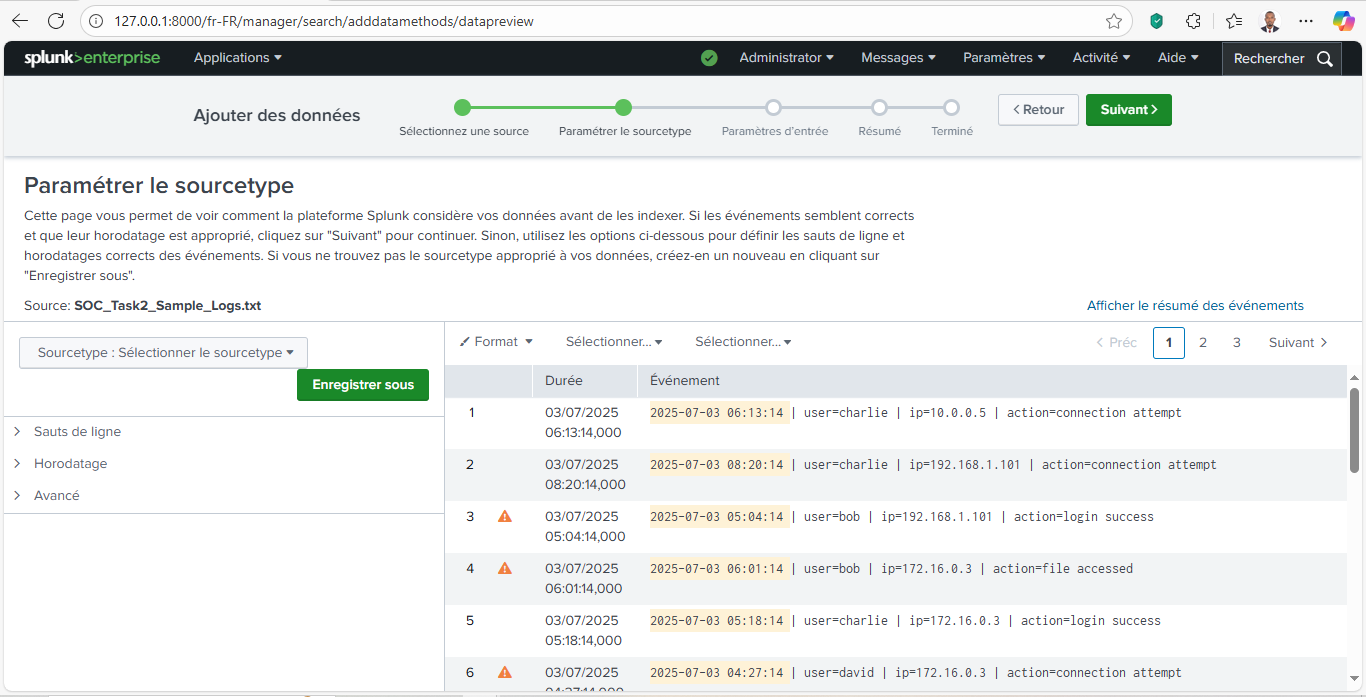 127.0.0.1:8000/fr-FR/manager/search/adddatamethods/datapreview
splunk>enterprise Applications Administrator Messages Paramètres Activité Aide Rechercher
Ajouter des données
Sélectionnez une source Paramétrer le sourcetype Paramètres d'entrée Résumé Terminé
< Retour Suivant >
Paramétrer le sourcetype
Cette page vous permet de voir comment la plateforme Splunk considère vos données avant de les indexer. Si les événements semblent corrects
et que leur horodatage est approprié, cliquez sur "Suivant" pour continuer. Sinon, utilisez les options ci-dessous pour définir les sauts de ligne et
horodatages corrects des événements. Si vous ne trouvez pas le sourcetype approprié à vos données, créez-en un nouveau en cliquant sur
"Enregistrer sous".
Source: SOC_Task2_Sample_Logs.txt
Afficher le résumé des événements
Sourcetype : Sélectionner le sourcetype
Enregistrer sous
Sauts de ligne
Horodatage
Avancé
Format Sélectionner... Sélectionner... < Préc 1 2 3 Suivant >
Durée Événement
1 03/07/2025 2025-07-03 06:13:14 | user=charlie | ip=10.0.0.5 | action=connection attempt
06:13:14,000
2 03/07/2025 2025-07-03 08:20:14 | user=charlie | ip=192.168.1.101 | action=connection attempt
08:20:14,000
3 03/07/2025 2025-07-03 05:04:14 | user=bob | ip=192.168.1.101 | action=login success
05:04:14,000
4 03/07/2025 2025-07-03 06:01:14 | user=bob | ip=172.16.0.3 | action=file accessed
06:01:14,000
5 03/07/2025 2025-07-03 05:18:14 | user=charlie | ip=172.16.0.3 | action=login success
05:18:14,000
6 03/07/2025 2025-07-03 04:27:14 | user=david | ip=172.16.0.3 | action=connection attempt
04:27:14,000